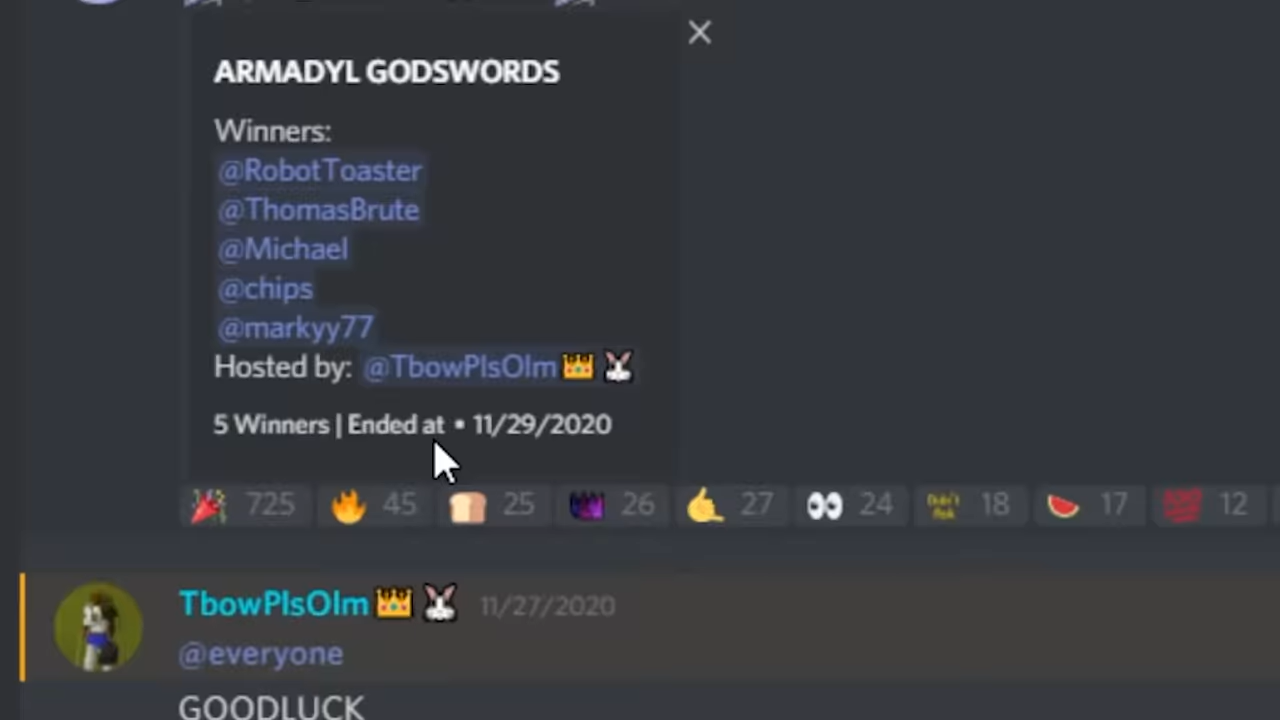 ARMADYL GODSWORDS
Winners:
@RobotToaster
@ThomasBrute
@Michael
@chips
@markyy77
Hosted by: @TbowPlsOlm
5 Winners | Ended at • 11/29/2020
725 45 25 26 27 24 18 17 12
TbowPlsOlm 11/27/2020
@everyone
GOODLUCK